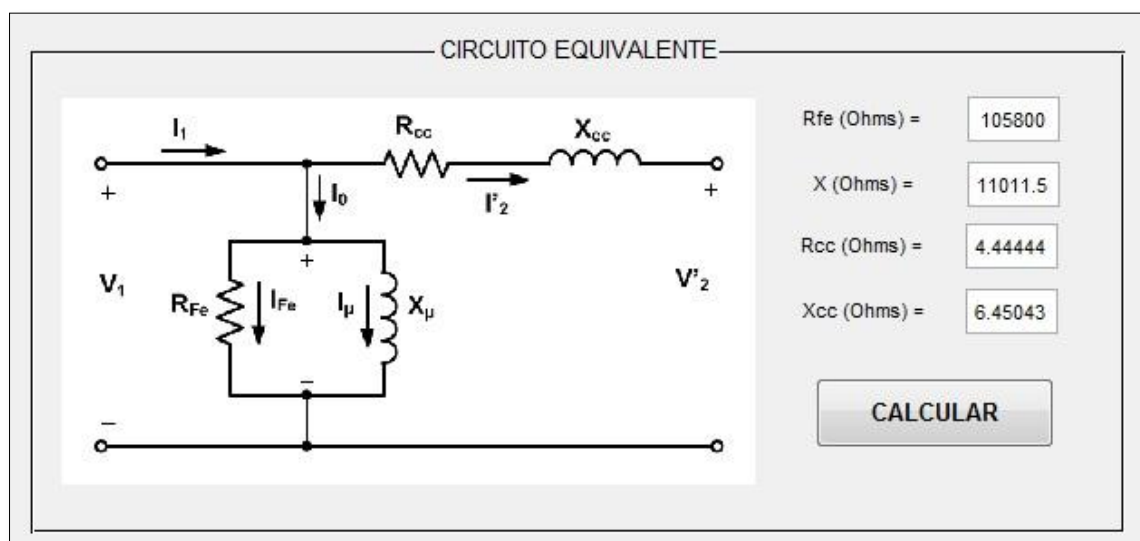 CIRCUITO EQUIVALENTE
I1
Rcc
Xcc
+
I0
I'2
+
+
V1
RFe
IFe
Iμ
Xμ
V'2
−
−
Rfe (Ohms) = 105800
X (Ohms) = 11011.5
Rcc (Ohms) = 4.44444
Xcc (Ohms) = 6.45043
CALCULAR